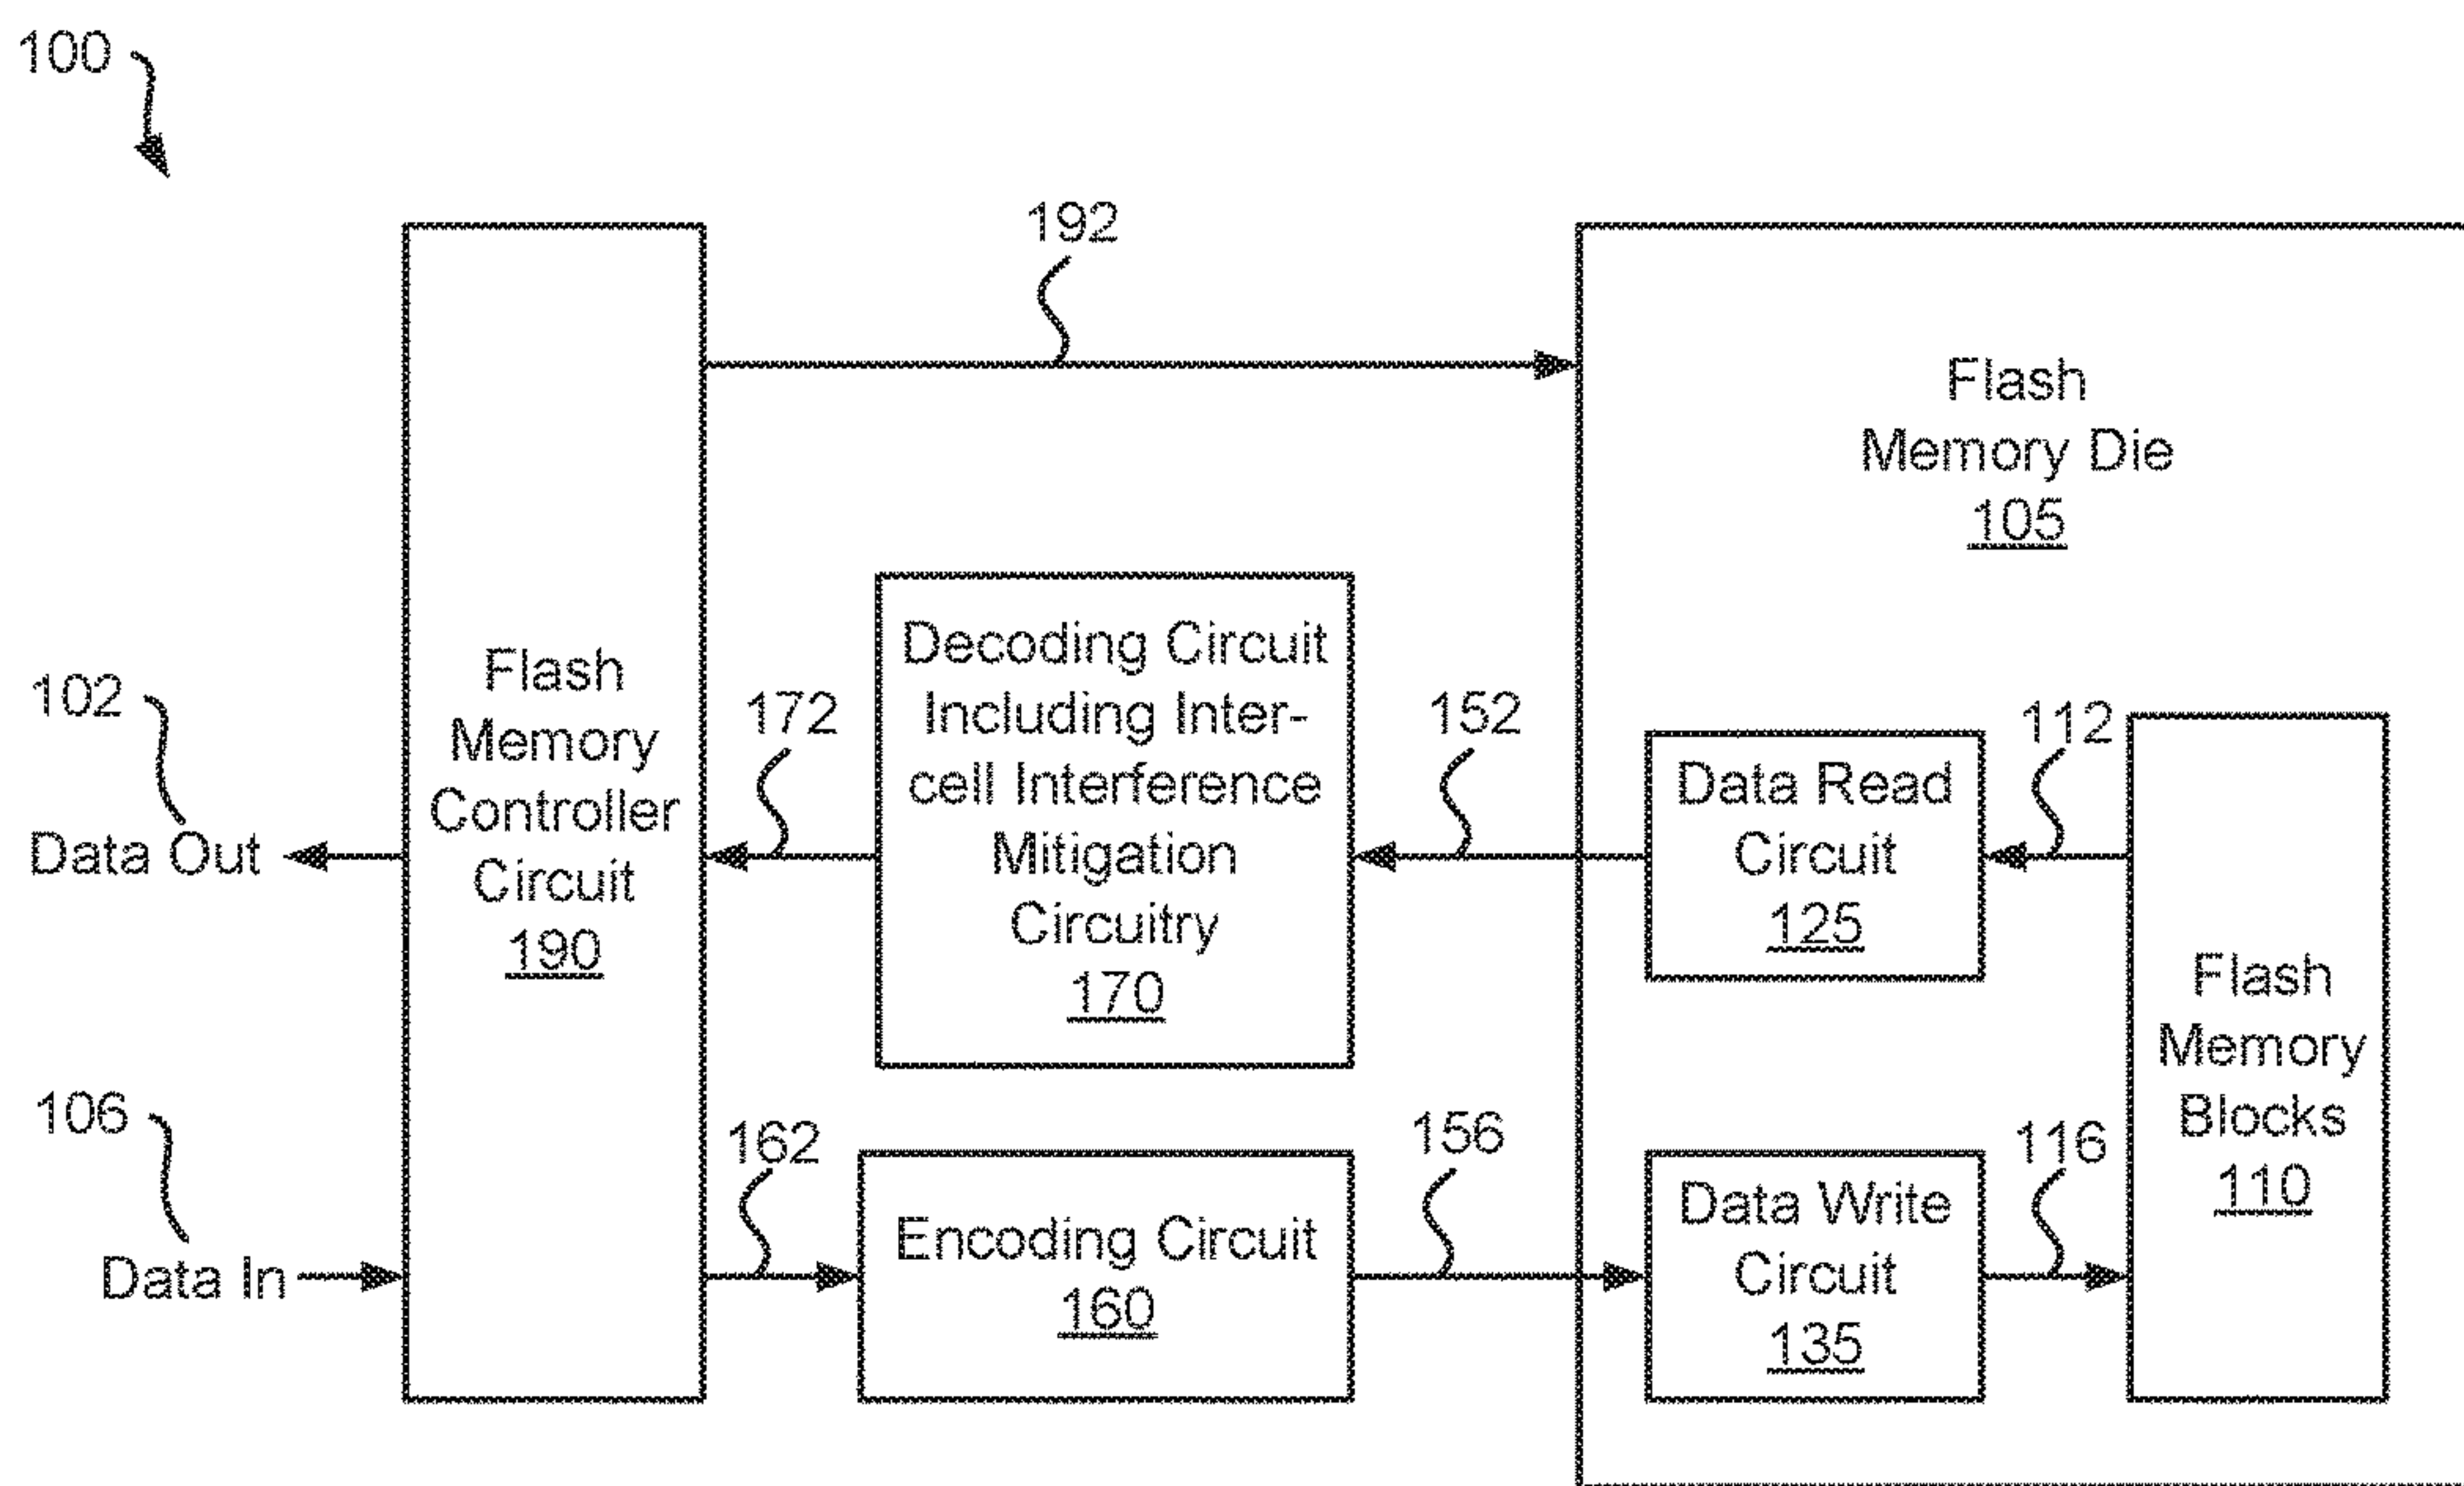 100
192
Flash
Memory Die
105
Flash
Memory
Controller
Circuit
190
Decoding Circuit
Including Inter-
cell Interference
Mitigation
Circuitry
170
102
Data Out
172
152
Data Read
Circuit
125
112
Flash
Memory
Blocks
110
106
Data In
162
Encoding Circuit
160
156
Data Write
Circuit
135
116